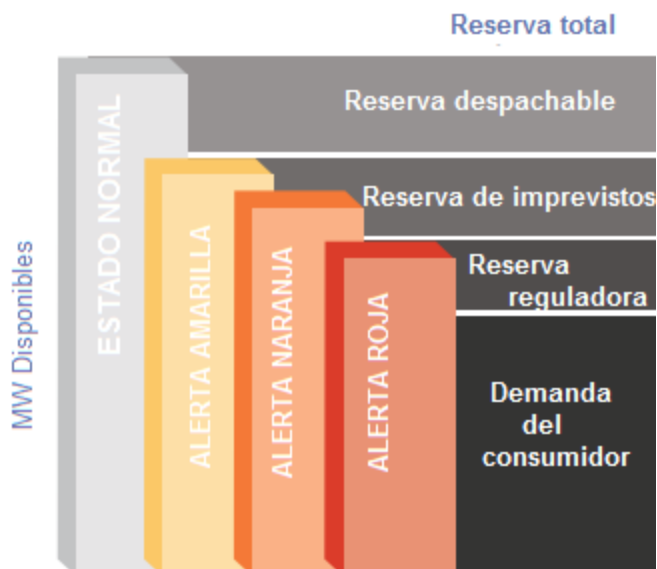 Reserva total
Reserva despachable
Reserva de imprevistos
Reserva
reguladora
Demanda
del
consumidor
MW Disponibles
ESTADO NORMAL
ALERTA AMARILLA
ALERTA NARANJA
ALERTA ROJA